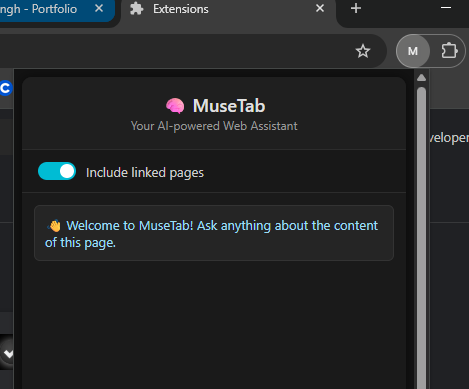 ngh - Portfolio
Extensions
M
🧠 MuseTab
Your AI-powered Web Assistant
veloper
Include linked pages
👋 Welcome to MuseTab! Ask anything about the content
of this page.